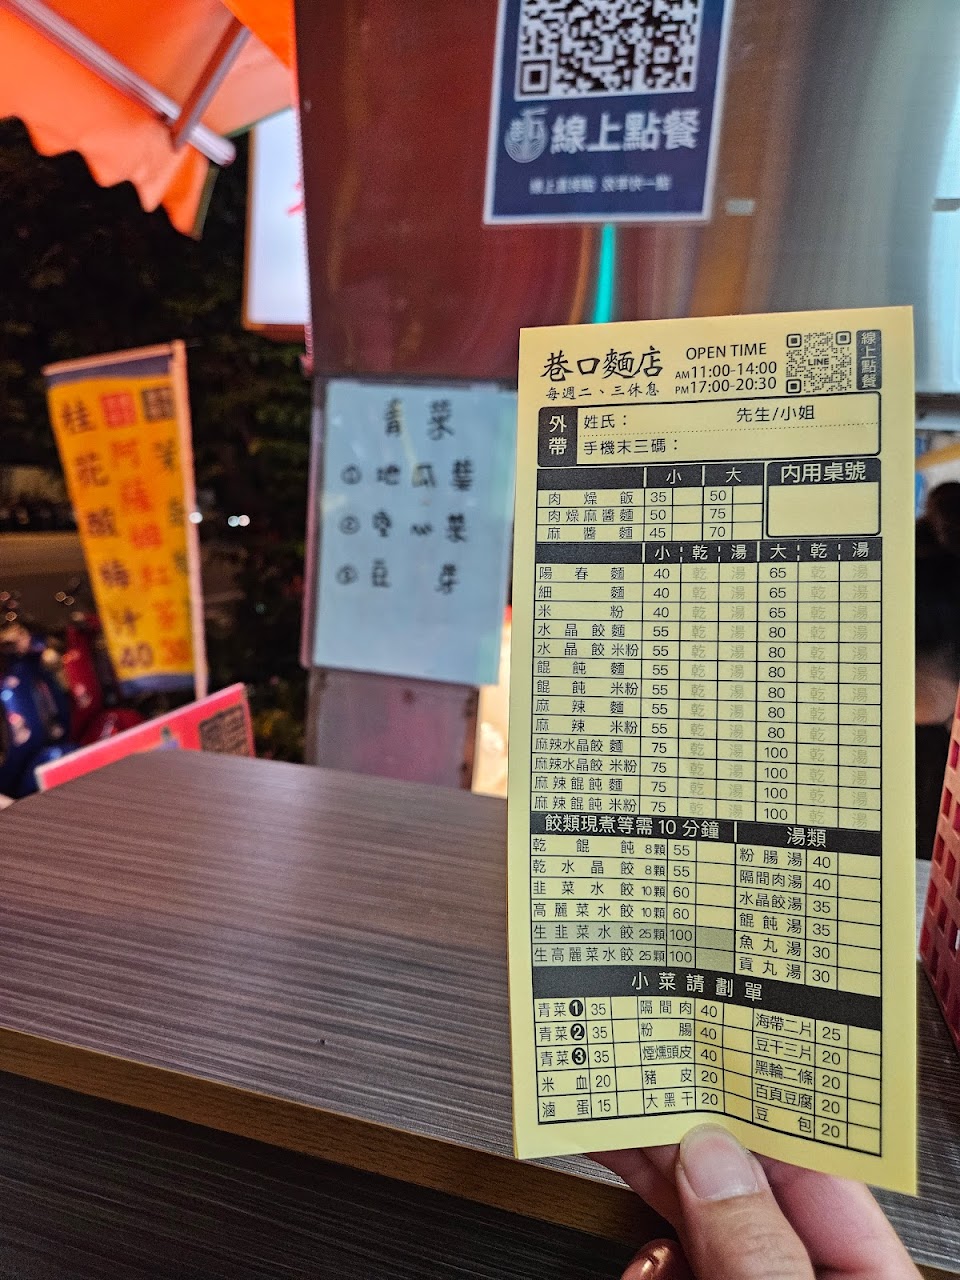 線上點餐
桂花酸梅汁 40
阿薩姆紅茶 30
青菜
①地瓜葉
②空心菜
③豆芽
巷口麵店
每週二、三休息
OPEN TIME
AM 11:00-14:00
PM 17:00-20:30
LINE
線上點餐
外帶
姓氏： 先生/小姐
手機末三碼：
小 大 內用桌號
肉燥飯 35 50
肉燥麻醬麵 50 75
麻醬麵 45 70
小 乾 湯 大 乾 湯
陽春麵 40 乾 湯 65 乾 湯
細麵 40 乾 湯 65 乾 湯
米粉 40 乾 湯 65 乾 湯
水晶餃麵 55 乾 湯 80 乾 湯
水晶餃米粉 55 乾 湯 80 乾 湯
餛飩麵 55 乾 湯 80 乾 湯
餛飩米粉 55 乾 湯 80 乾 湯
麻辣麵 55 乾 湯 80 乾 湯
麻辣米粉 55 乾 湯 80 乾 湯
麻辣水晶餃麵 75 乾 湯 100 乾 湯
麻辣水晶餃米粉 75 乾 湯 100 乾 湯
麻辣餛飩麵 75 乾 湯 100 乾 湯
麻辣餛飩米粉 75 乾 湯 100 乾 湯
餃類現煮等需10分鐘
乾餛飩 8顆 55
乾水晶餃 8顆 55
韭菜水餃 10顆 60
高麗菜水餃 10顆 60
生韭菜水餃 25顆 100
生高麗菜水餃 25顆 100
湯類
粉腸湯 40
隔間肉湯 40
水晶餃湯 35
餛飩湯 35
魚丸湯 30
貢丸湯 30
小菜請劃單
青菜❶ 35 隔間肉 40 海帶二片 25
青菜❷ 35 粉腸 40 豆干三片 20
青菜❸ 35 煙燻頭皮 40 黑輪二條 20
米血 20 豬皮 20 百頁豆腐 20
滷蛋 15 大黑干 20 豆包 20